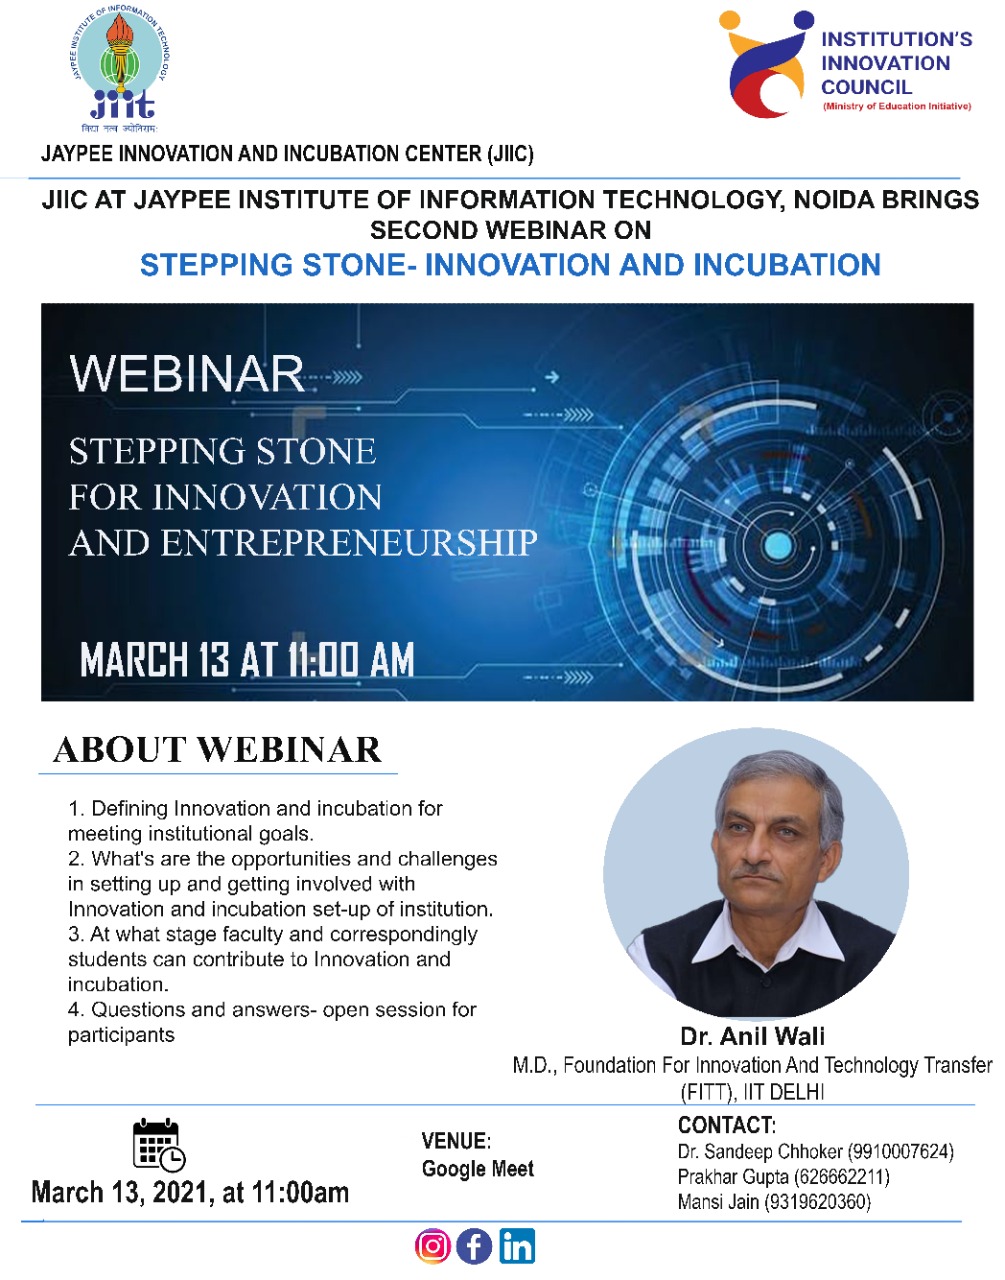 JAYPEE INSTITUTE OF INFORMATION TECHNOLOGY
jiit
विद्या तत्व ज्योतिसमः
INSTITUTION'S
INNOVATION
COUNCIL
(Ministry of Education Initiative)
JAYPEE INNOVATION AND INCUBATION CENTER (JIIC)
JIIC AT JAYPEE INSTITUTE OF INFORMATION TECHNOLOGY, NOIDA BRINGS
SECOND WEBINAR ON
STEPPING STONE- INNOVATION AND INCUBATION
WEBINAR
STEPPING STONE
FOR INNOVATION
AND ENTREPRENEURSHIP
MARCH 13 AT 11:00 AM
ABOUT WEBINAR
1. Defining Innovation and incubation for
meeting institutional goals.
2. What's are the opportunities and challenges
in setting up and getting involved with
Innovation and incubation set-up of institution.
3. At what stage faculty and correspondingly
students can contribute to Innovation and
incubation.
4. Questions and answers- open session for
participants
Dr. Anil Wali
M.D., Foundation For Innovation And Technology Transfer
(FITT), IIT DELHI
March 13, 2021, at 11:00am
VENUE:
Google Meet
CONTACT:
Dr. Sandeep Chhoker (9910007624)
Prakhar Gupta (626662211)
Mansi Jain (9319620360)